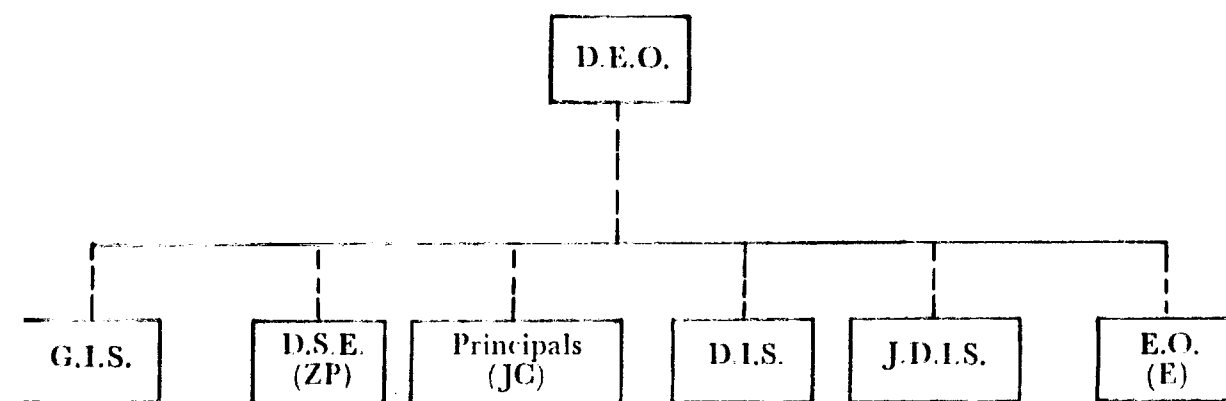 D.E.O.
G.I.S.
D.S.E.
(ZP)
Principals
(JC)
D.I.S.
J.D.I.S.
E.O.
(E)